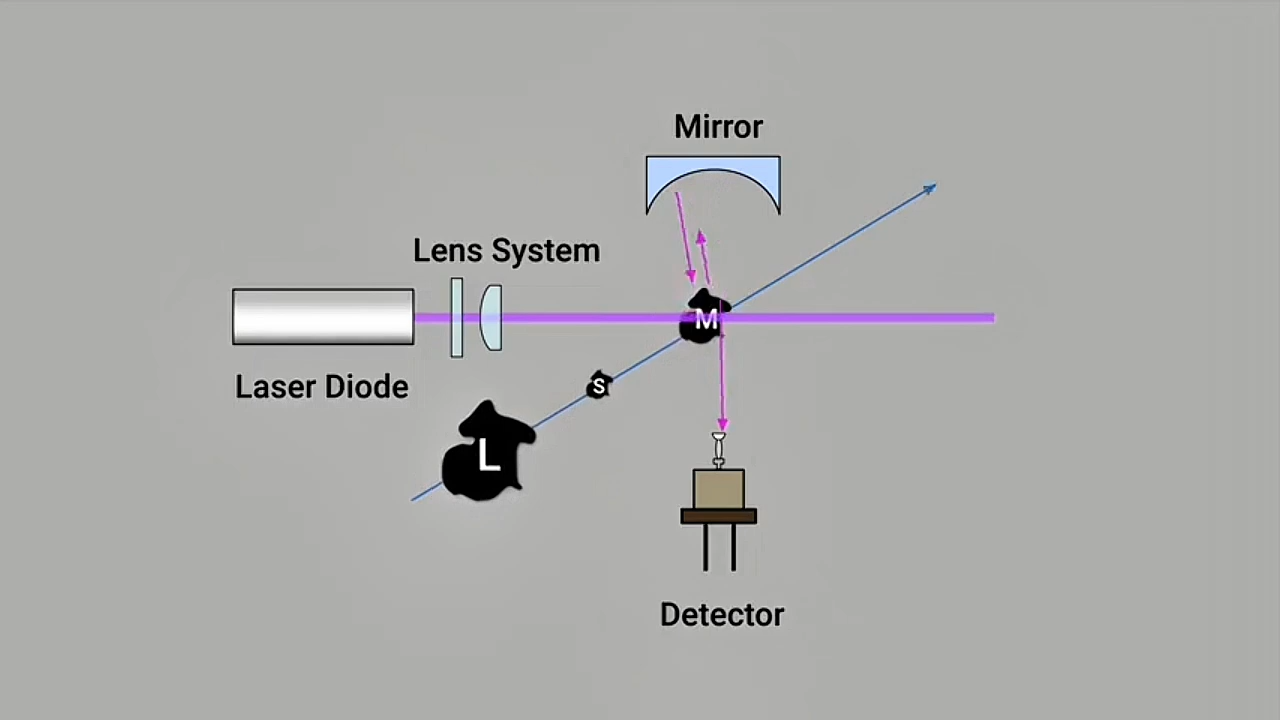 Mirror
Lens System
M
Laser Diode
S
L
Detector